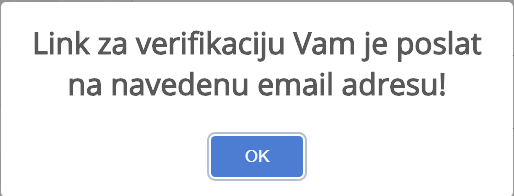 Link za verifikaciju Vam je poslat
na navedenu email adresu!
OK